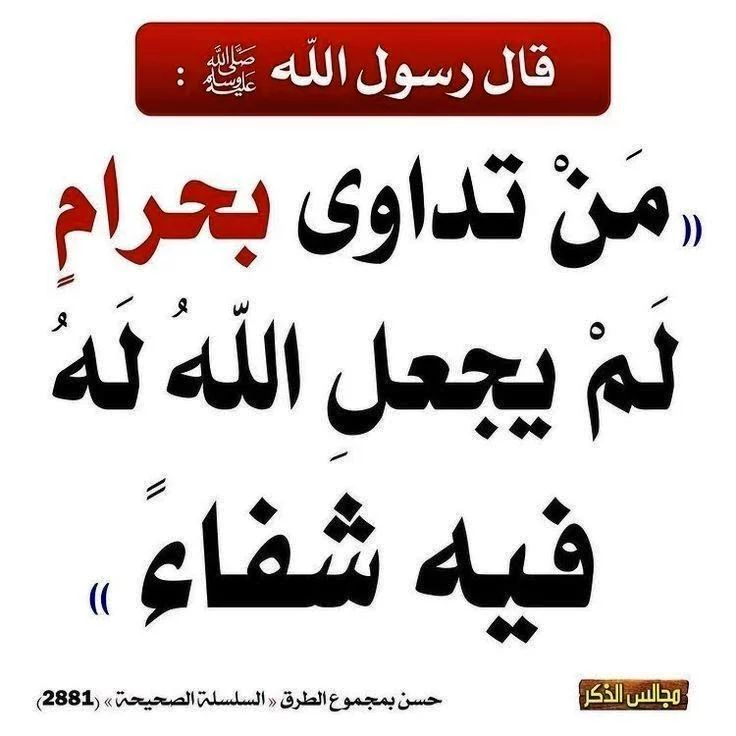 قال رسول الله ﷺ :
(( مَنْ تداوى بحرامٍ
لَمْ يجعلِ اللهُ لَهُ
فيه شفاءً ))
حسن بمجموع الطرق « السلسلة الصحيحة » (2881)
مجالس الذكر